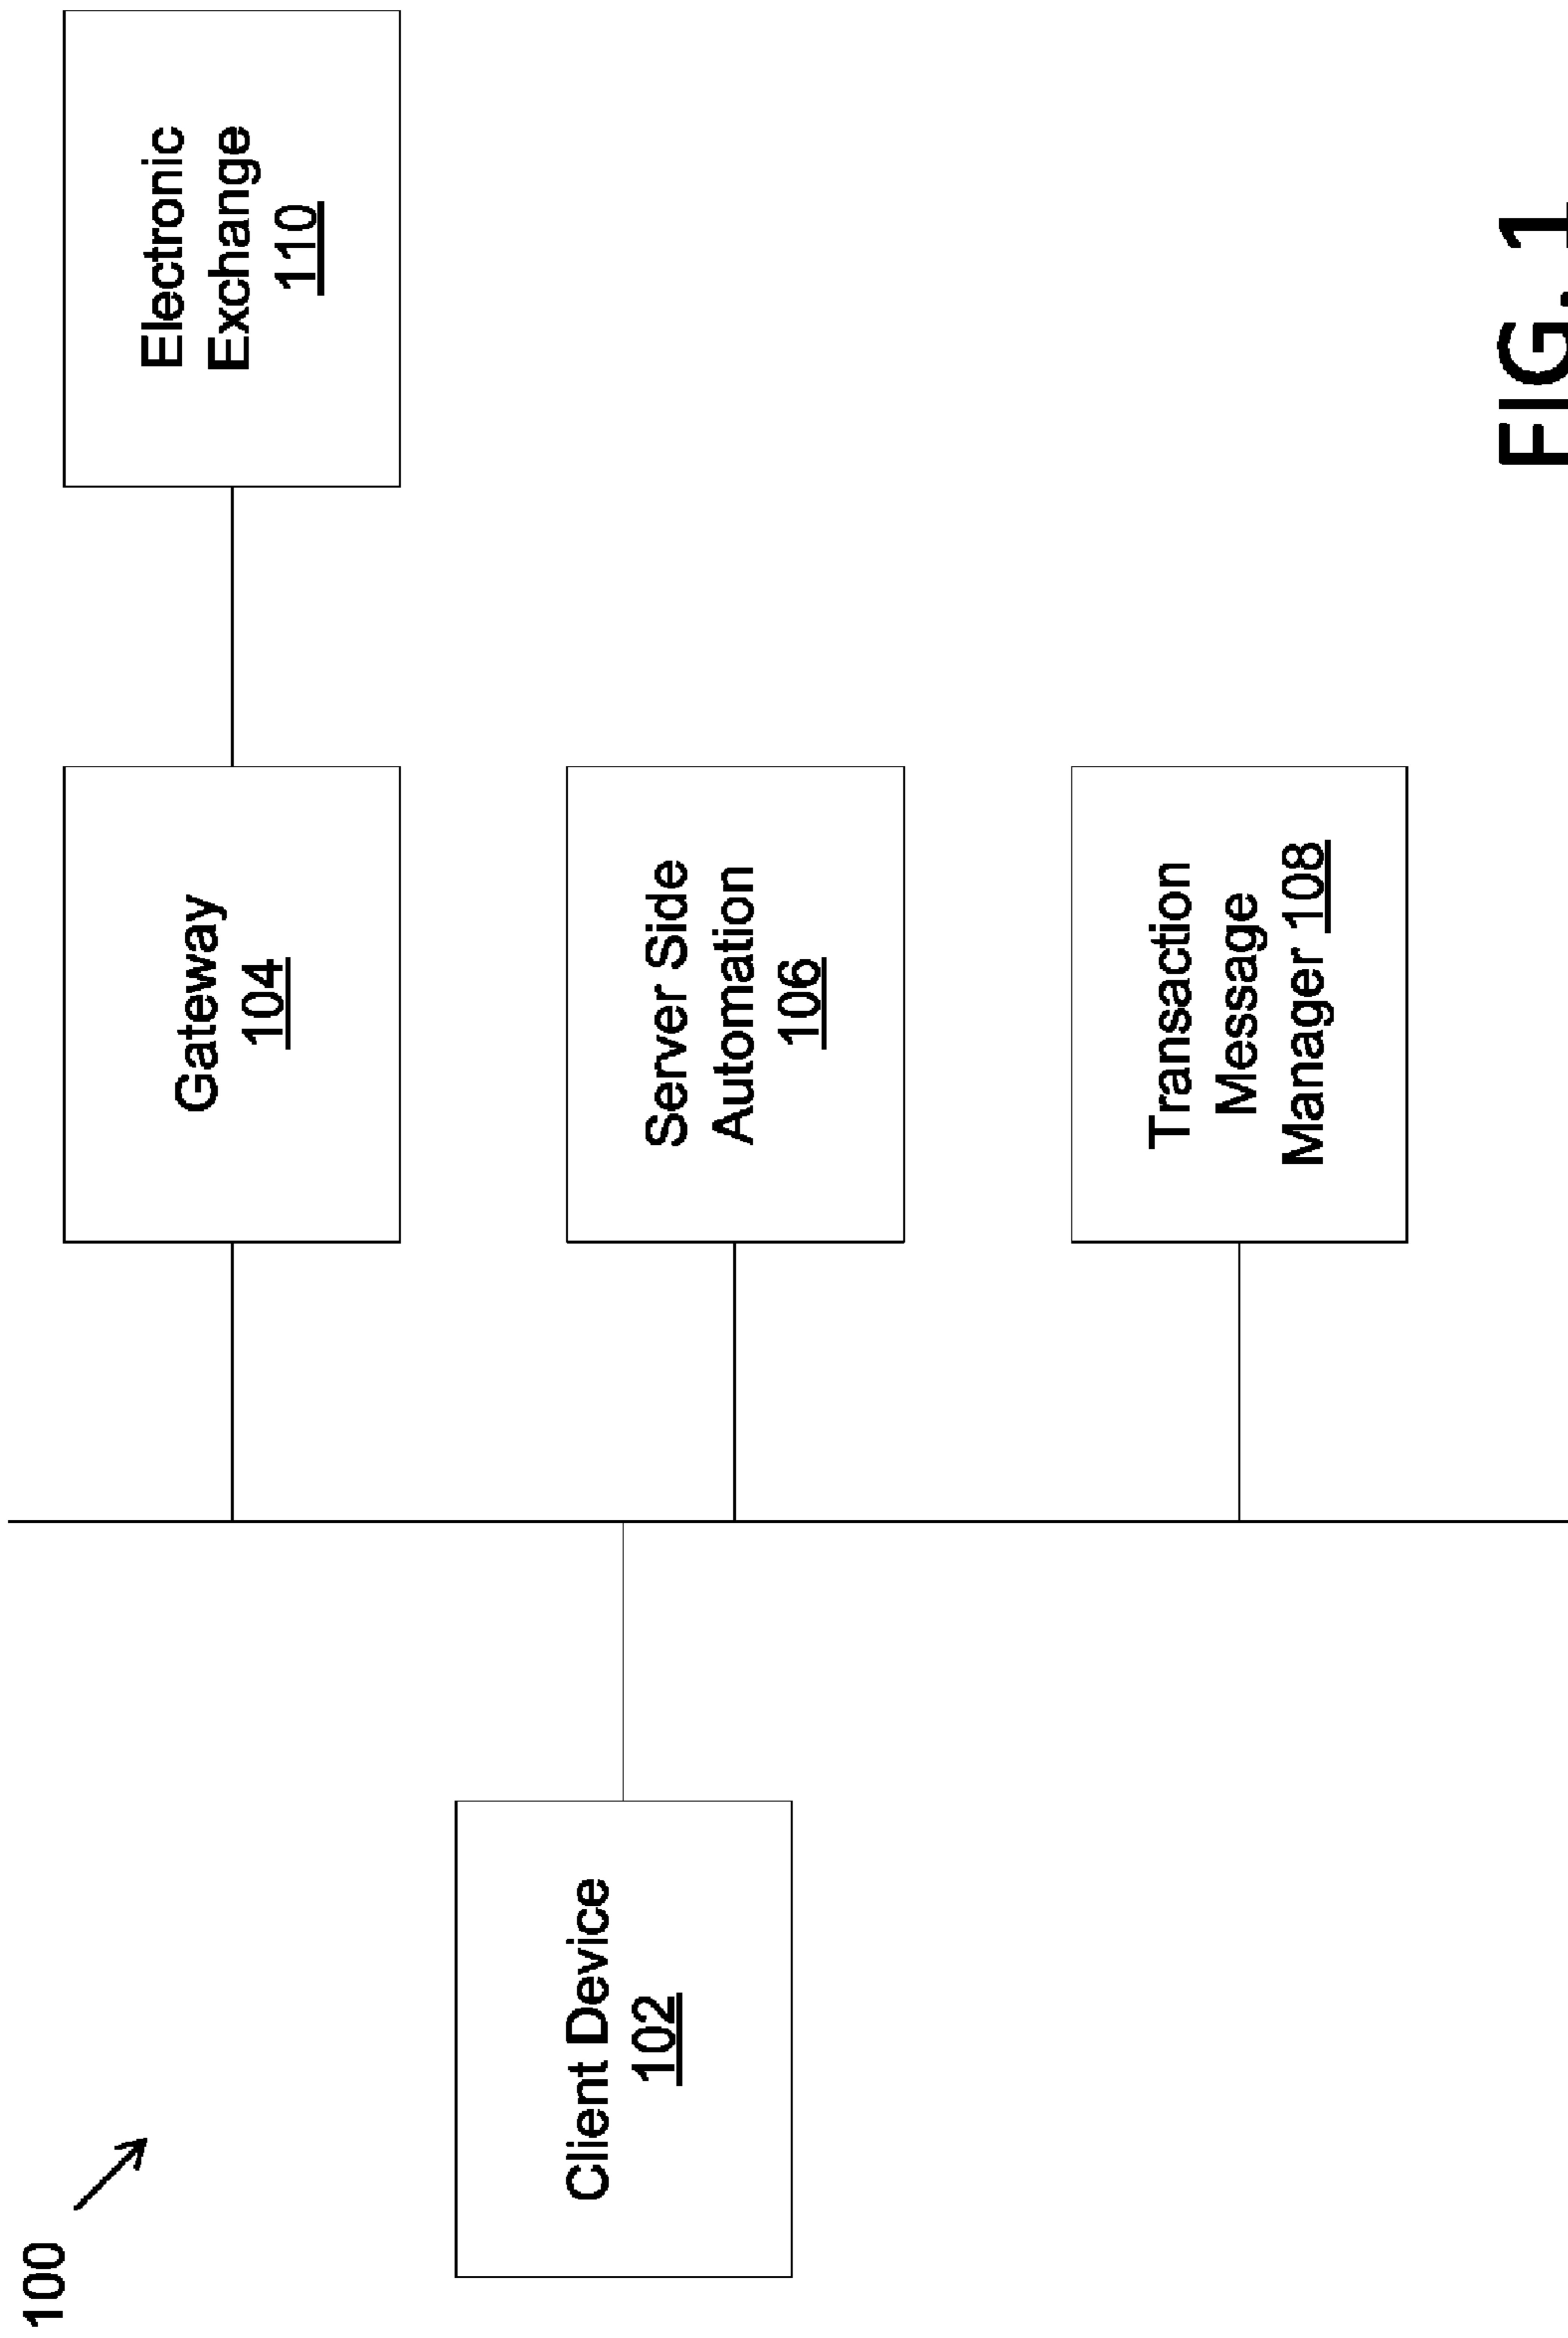 100
Client Device
102
Gateway
104
Server Side
Automation
106
Transaction
Message
Manager 108
Electronic
Exchange
110
FIG. 1